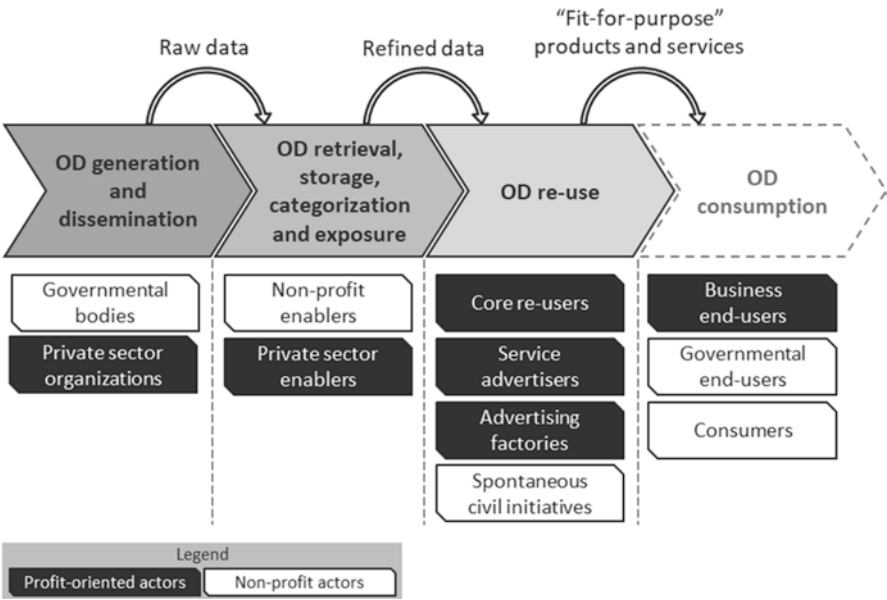 Raw data
Refined data
“Fit-for-purpose”
products and services
OD generation
and
dissemination
OD retrieval,
storage,
categorization
and exposure
OD re-use
OD
consumption
Governmental
bodies
Private sector
organizations
Non-profit
enablers
Private sector
enablers
Core re-users
Service
advertisers
Advertising
factories
Spontaneous
civil initiatives
Business
end-users
Governmental
end-users
Consumers
Legend
Profit-oriented actors
Non-profit actors